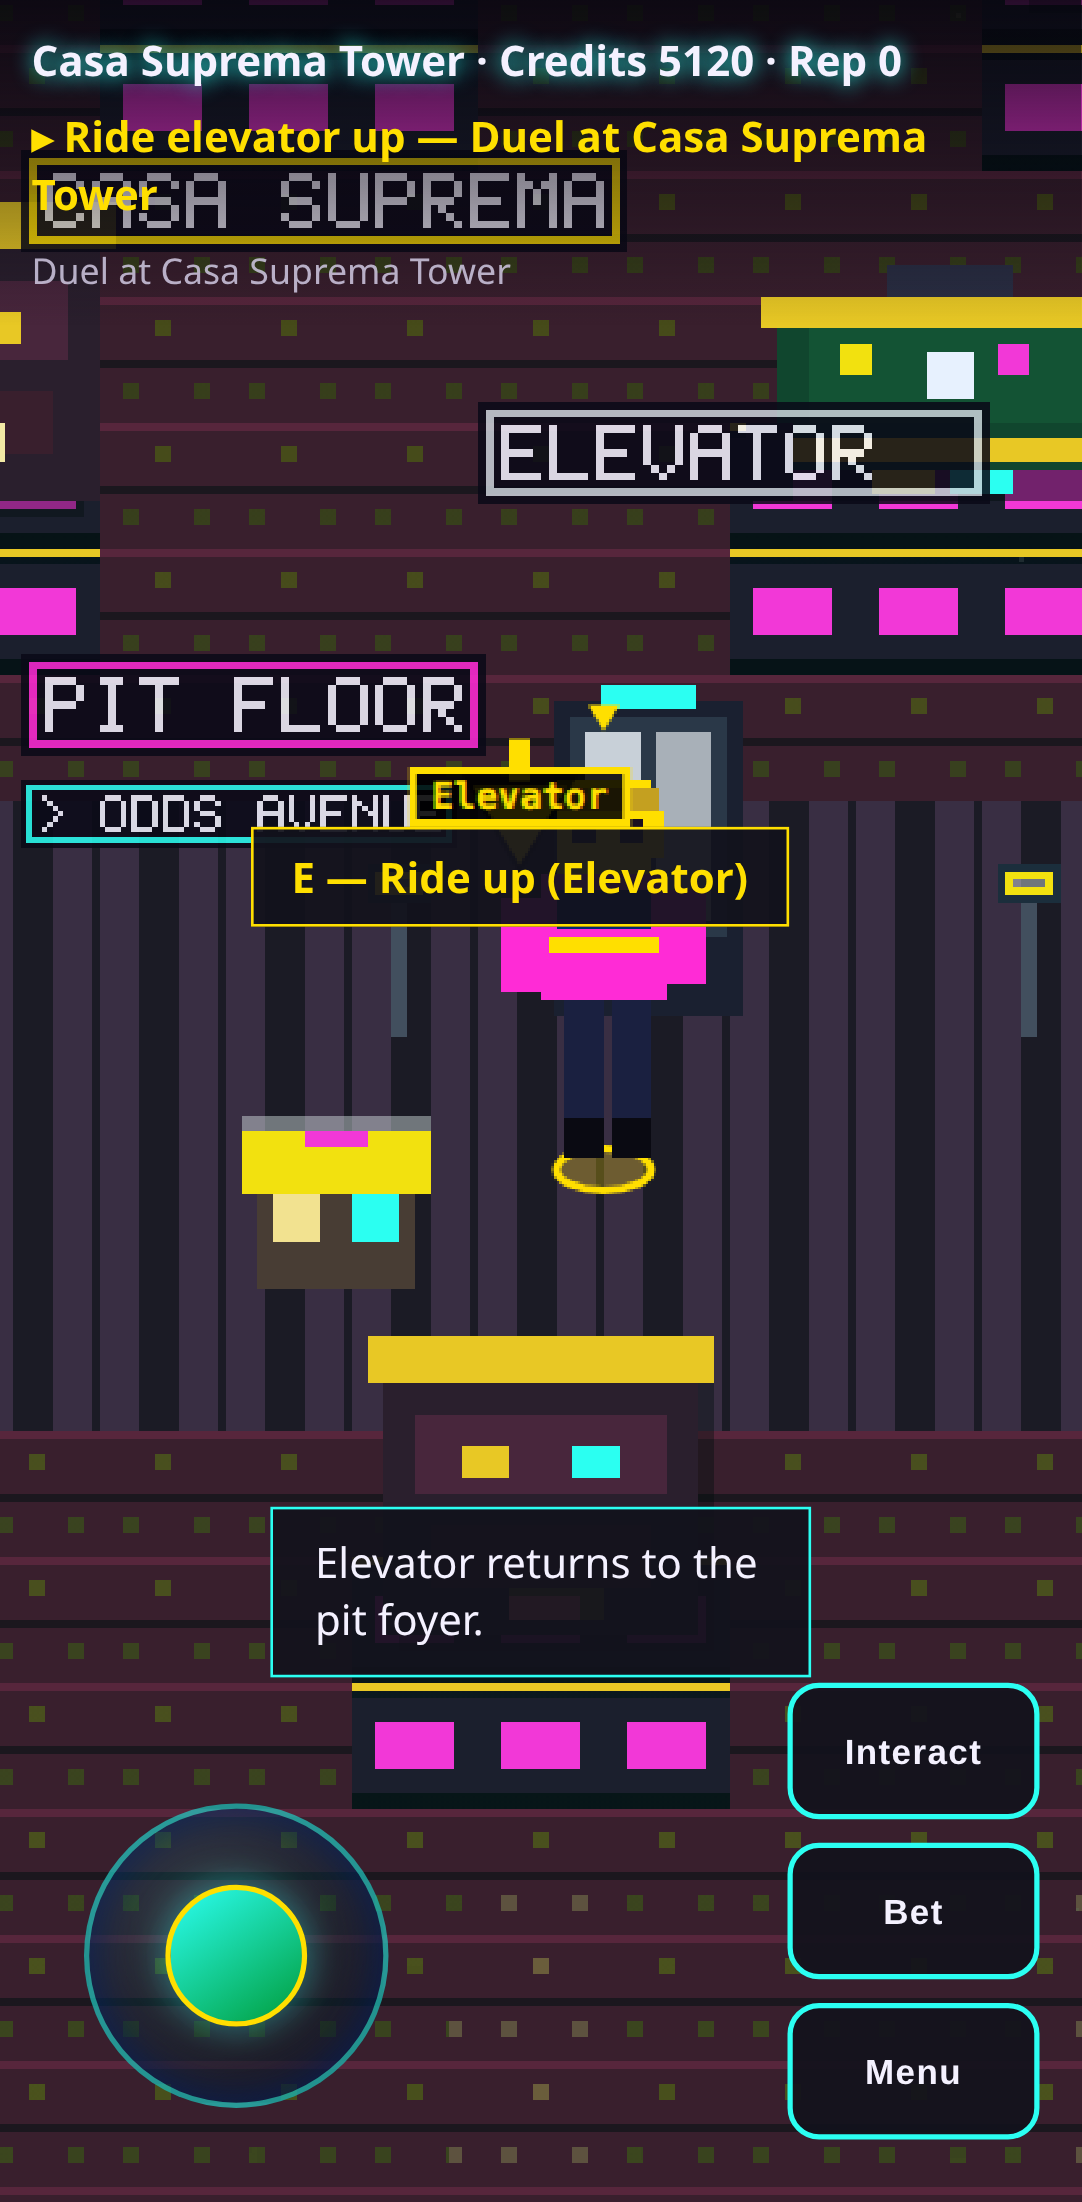 Casa Suprema Tower · Credits 5120 · Rep 0
▸ Ride elevator up — Duel at Casa Suprema
Tower
CASA SUPREMA
Duel at Casa Suprema Tower
ELEVATOR
PIT FLOOR
> ODDS AVENUE
Elevator
E — Ride up (Elevator)
Elevator returns to the
pit foyer.
Interact
Bet
Menu